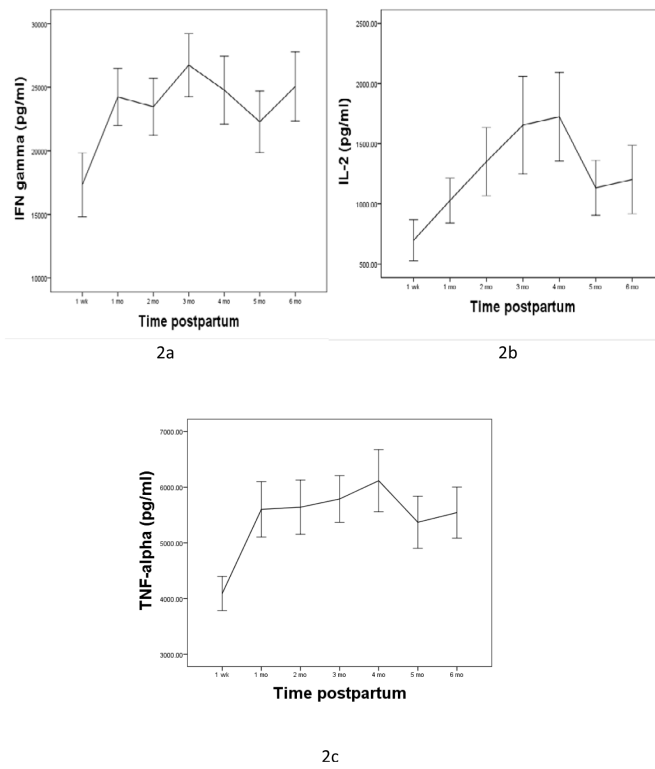 IFN gamma (pg/ml)
30000
25000
20000
15000
10000
1 wk 1 mo 2 mo 3 mo 4 mo 5 mo 6 mo
Time postpartum
2a
IL-2 (pg/ml)
2500.00
2000.00
1500.00
1000.00
500.00
1 wk 1 mo 2 mo 3 mo 4 mo 5 mo 6 mo
Time postpartum
2b
TNF-alpha (pg/ml)
7000.00
6000.00
5000.00
4000.00
3000.00
1 wk 1 mo 2 mo 3 mo 4 mo 5 mo 6 mo
Time postpartum
2c